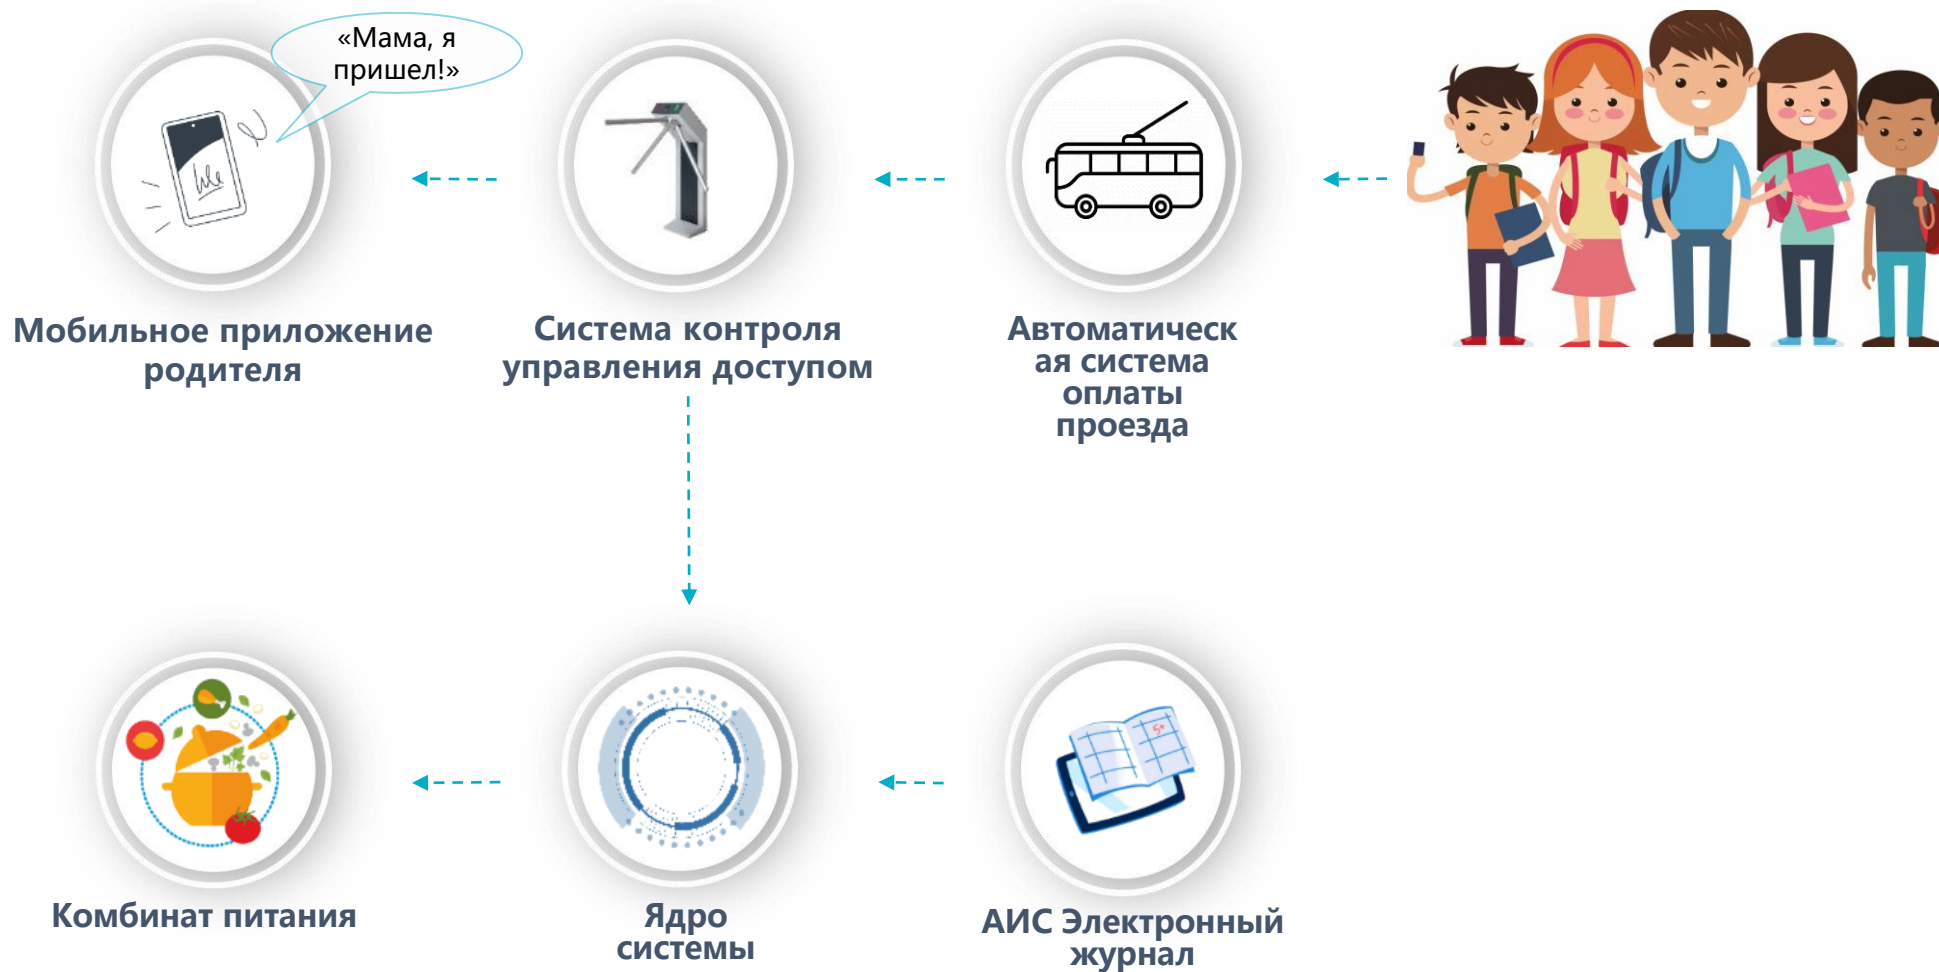 «Мама, я
пришел!»
Мобильное приложение
родителя
Система контроля
управления доступом
Автоматическ
ая система
оплаты
проезда
5+
Комбинат питания
Ядро
системы
АИС Электронный
журнал